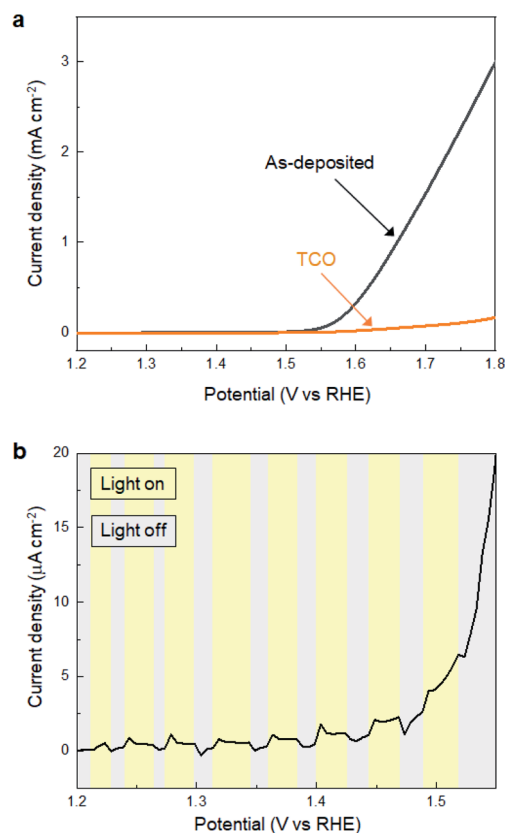 a
3
2
1
0
Current density (mA cm⁻²)
As-deposited
TCO
1.2 1.3 1.4 1.5 1.6 1.7 1.8
Potential (V vs RHE)
b
20
15
10
5
0
Current density (μA cm⁻²)
Light on
Light off
1.2 1.3 1.4 1.5
Potential (V vs RHE)